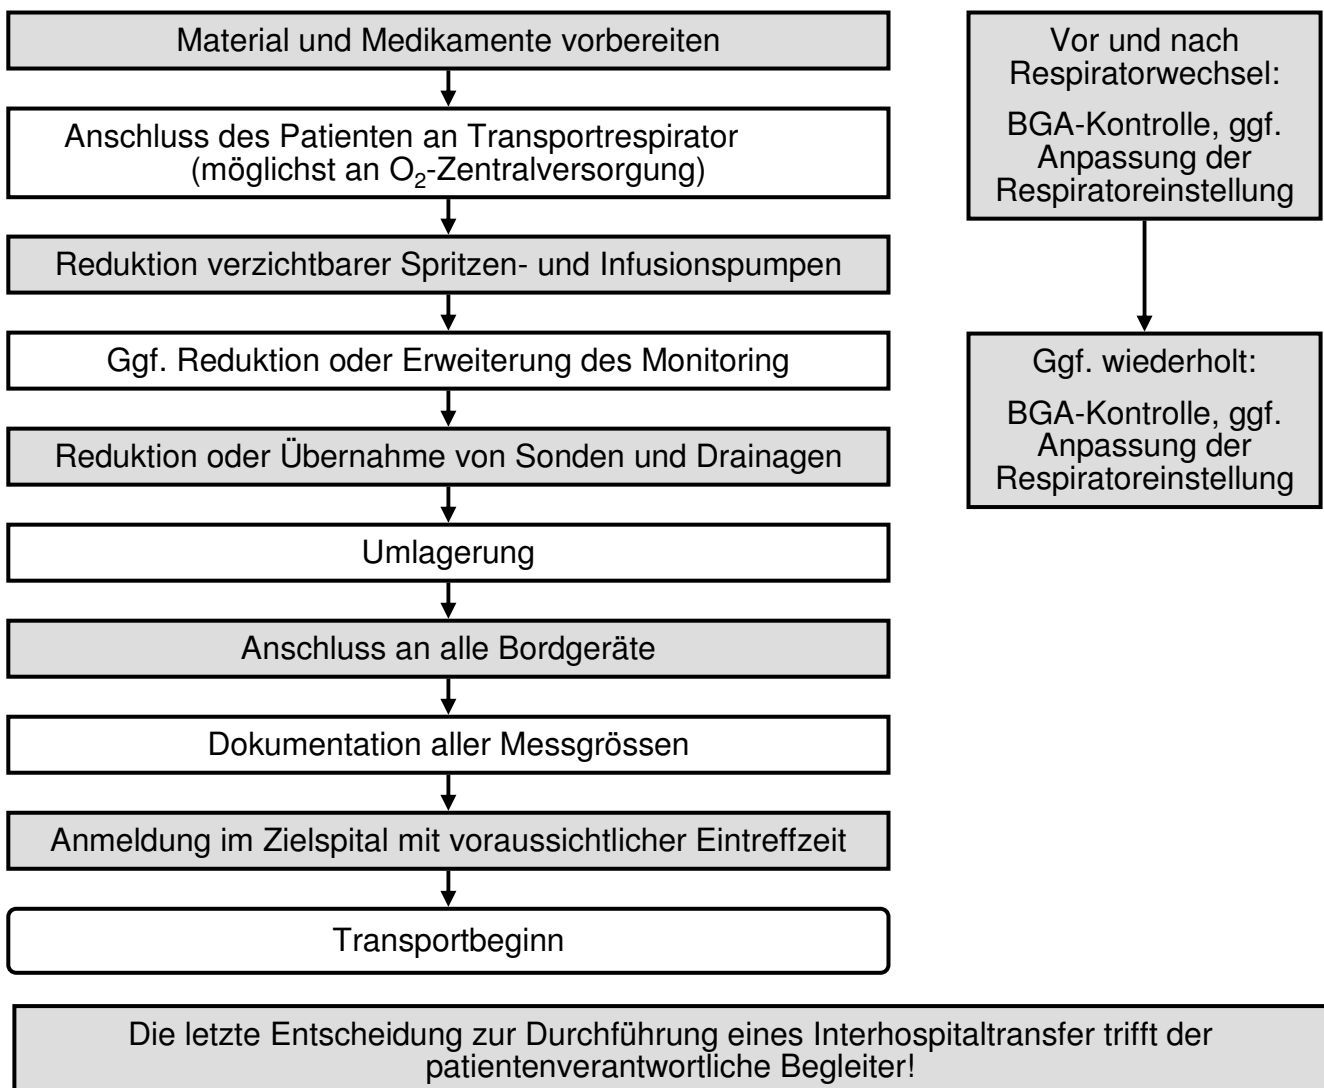 Material und Medikamente vorbereiten
Anschluss des Patienten an Transportrespirator
(möglichst an O₂-Zentralversorgung)
Reduktion verzichtbarer Spritzen- und Infusionspumpen
Ggf. Reduktion oder Erweiterung des Monitoring
Reduktion oder Übernahme von Sonden und Drainagen
Umlagerung
Anschluss an alle Bordgeräte
Dokumentation aller Messgrössen
Anmeldung im Zielspital mit voraussichtlicher Eintreffzeit
Transportbeginn
Vor und nach
Respiratorwechsel:
BGA-Kontrolle, ggf.
Anpassung der
Respiratoreinstellung
Ggf. wiederholt:
BGA-Kontrolle, ggf.
Anpassung der
Respiratoreinstellung
Die letzte Entscheidung zur Durchführung eines Interhospitaltransfer trifft der
patientenverantwortliche Begleiter!